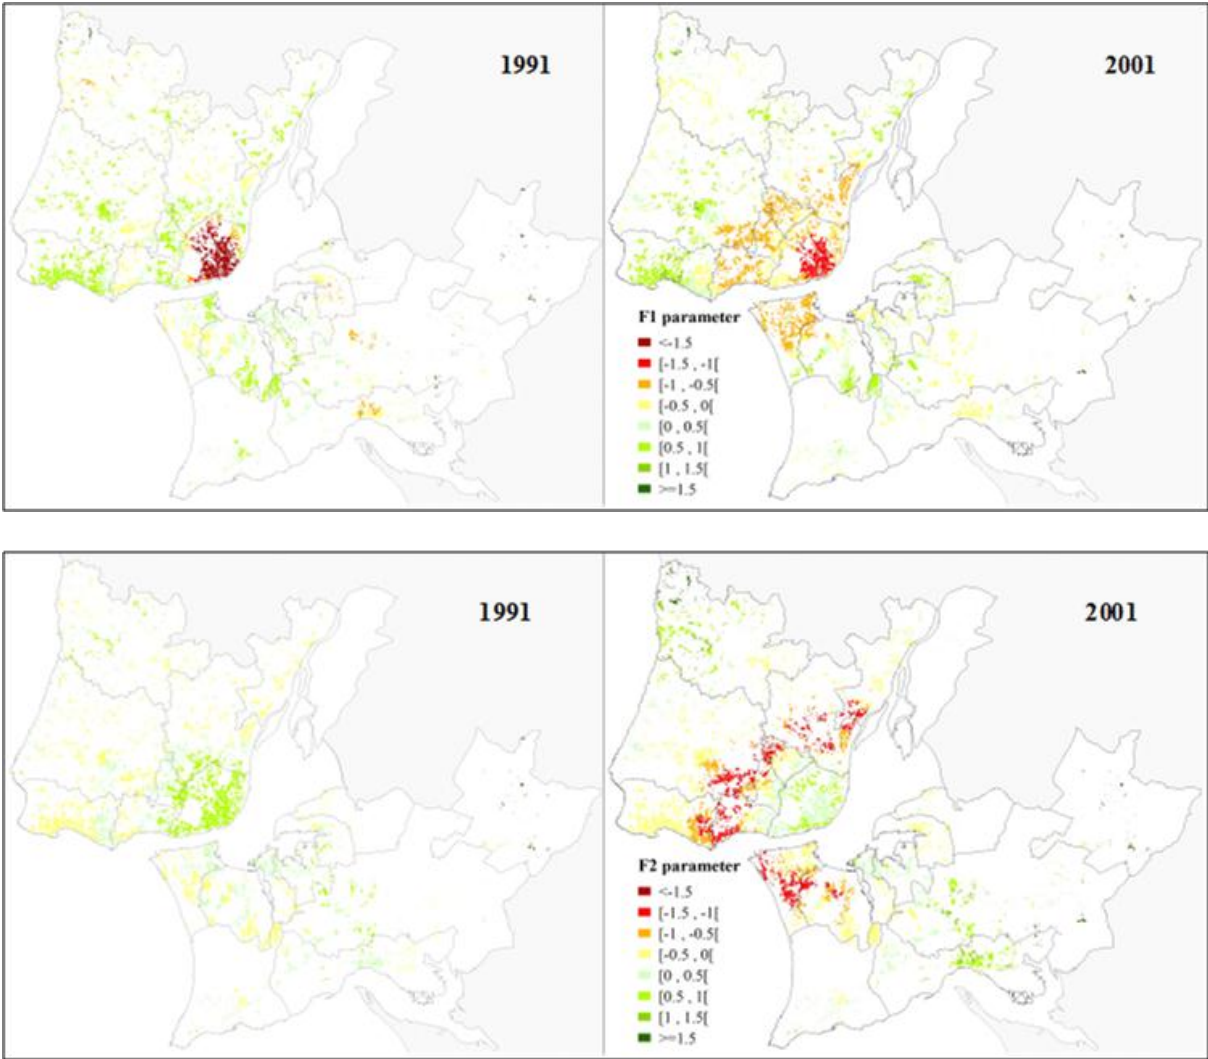 1991
2001
F1 parameter
<-1.5
[-1.5 , -1[
[-1 , -0.5[
[-0.5 , 0[
[0 , 0.5[
[0.5 , 1[
[1 , 1.5[
>=1.5
1991
2001
F2 parameter
<-1.5
[-1.5 , -1[
[-1 , -0.5[
[-0.5 , 0[
[0 , 0.5[
[0.5 , 1[
[1 , 1.5[
>=1.5